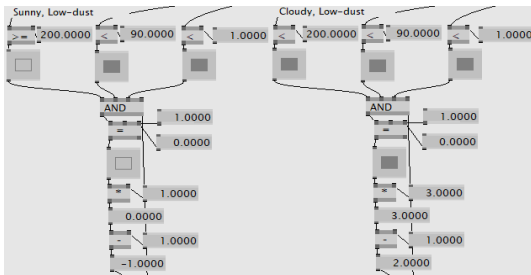 Sunny, Low-dust
Cloudy, Low-dust
>= 200.0000 < 90.0000 < 1.0000
< 200.0000 < 90.0000 < 1.0000
AND
AND
= 1.0000
= 1.0000
0.0000
0.0000
* 1.0000
* 3.0000
0.0000
3.0000
- 1.0000
- 1.0000
-1.0000
2.0000